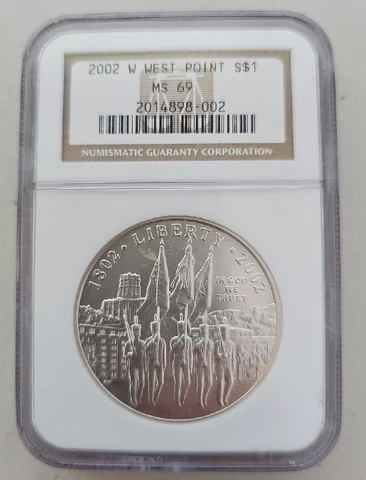 2002 W WEST POINT S$1
MS 69
2014898-002
NUMISMATIC GUARANTY CORPORATION
1802 · LIBERTY · 2002
IN GOD
WE
TRUST